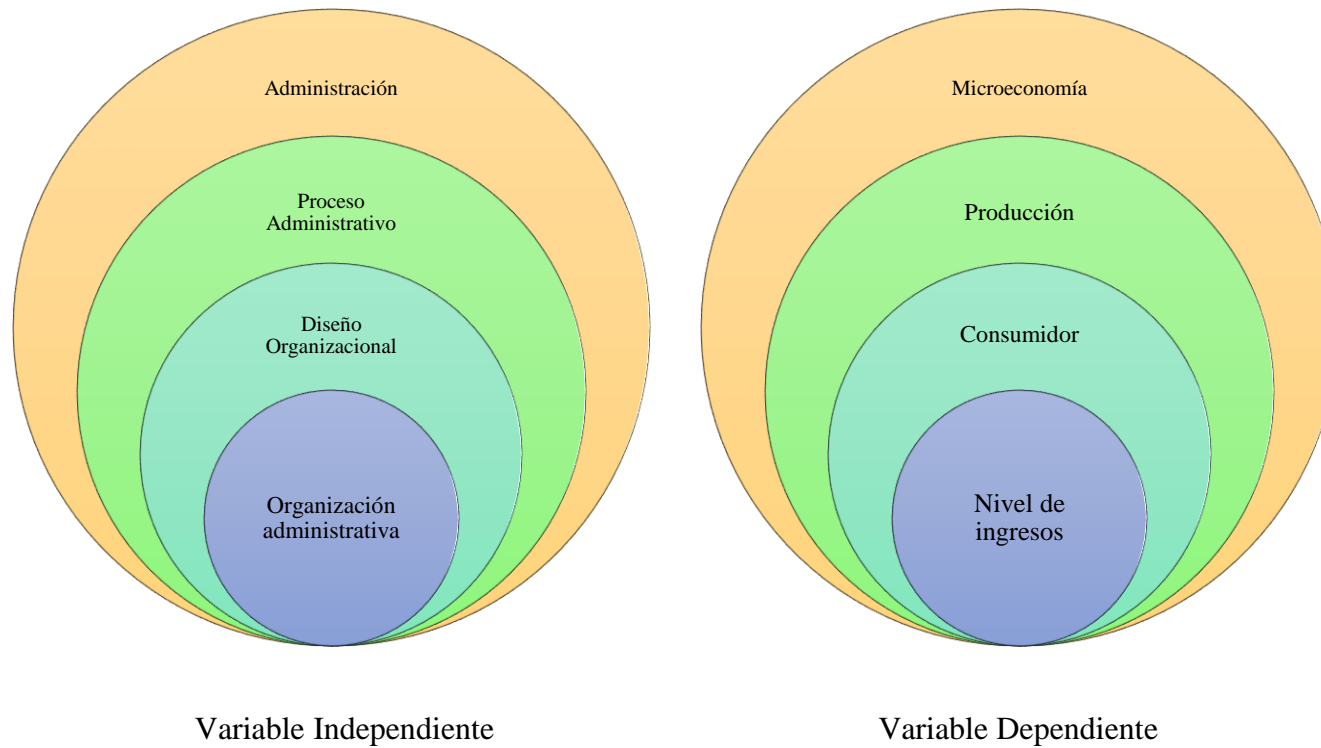 Administración
Proceso
Administrativo
Diseño
Organizacional
Organización
administrativa
Variable Independiente
Microeconomía
Producción
Consumidor
Nivel de
ingresos
Variable Dependiente